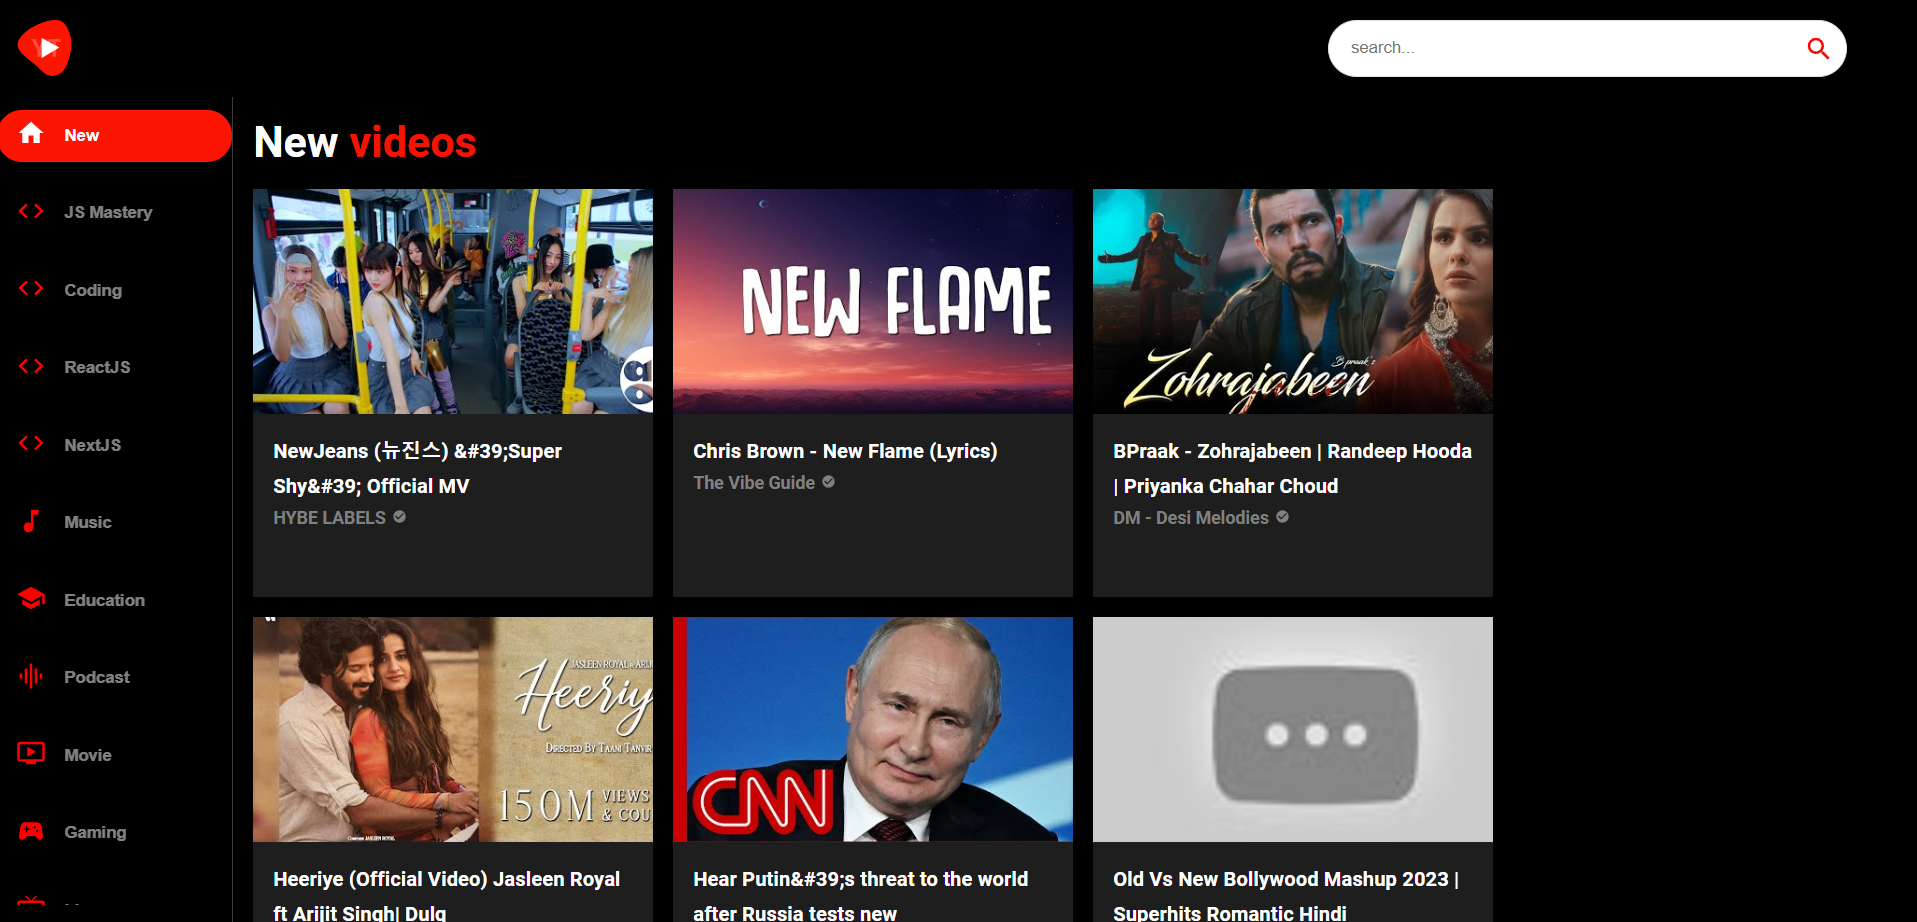 YT
search...
New
JS Mastery
Coding
ReactJS
NextJS
Music
Education
Podcast
Movie
Gaming
New videos
NEW FLAME
B praak's
Zohrajabeen
NewJeans (뉴진스) &#39;Super
Shy&#39; Official MV
HYBE LABELS
Chris Brown - New Flame (Lyrics)
The Vibe Guide
BPraak - Zohrajabeen | Randeep Hooda
| Priyanka Chahar Choud
DM - Desi Melodies
JASLEEN ROYAL
Heeriy
DIRECTED BY TAANI TANVIR
150M VIEWS
& COU
JASLEEN ROYAL
CNN
Heeriye (Official Video) Jasleen Royal
ft Arijit Singh| Dulq
Hear Putin&#39;s threat to the world
after Russia tests new
Old Vs New Bollywood Mashup 2023 |
Superhits Romantic Hindi